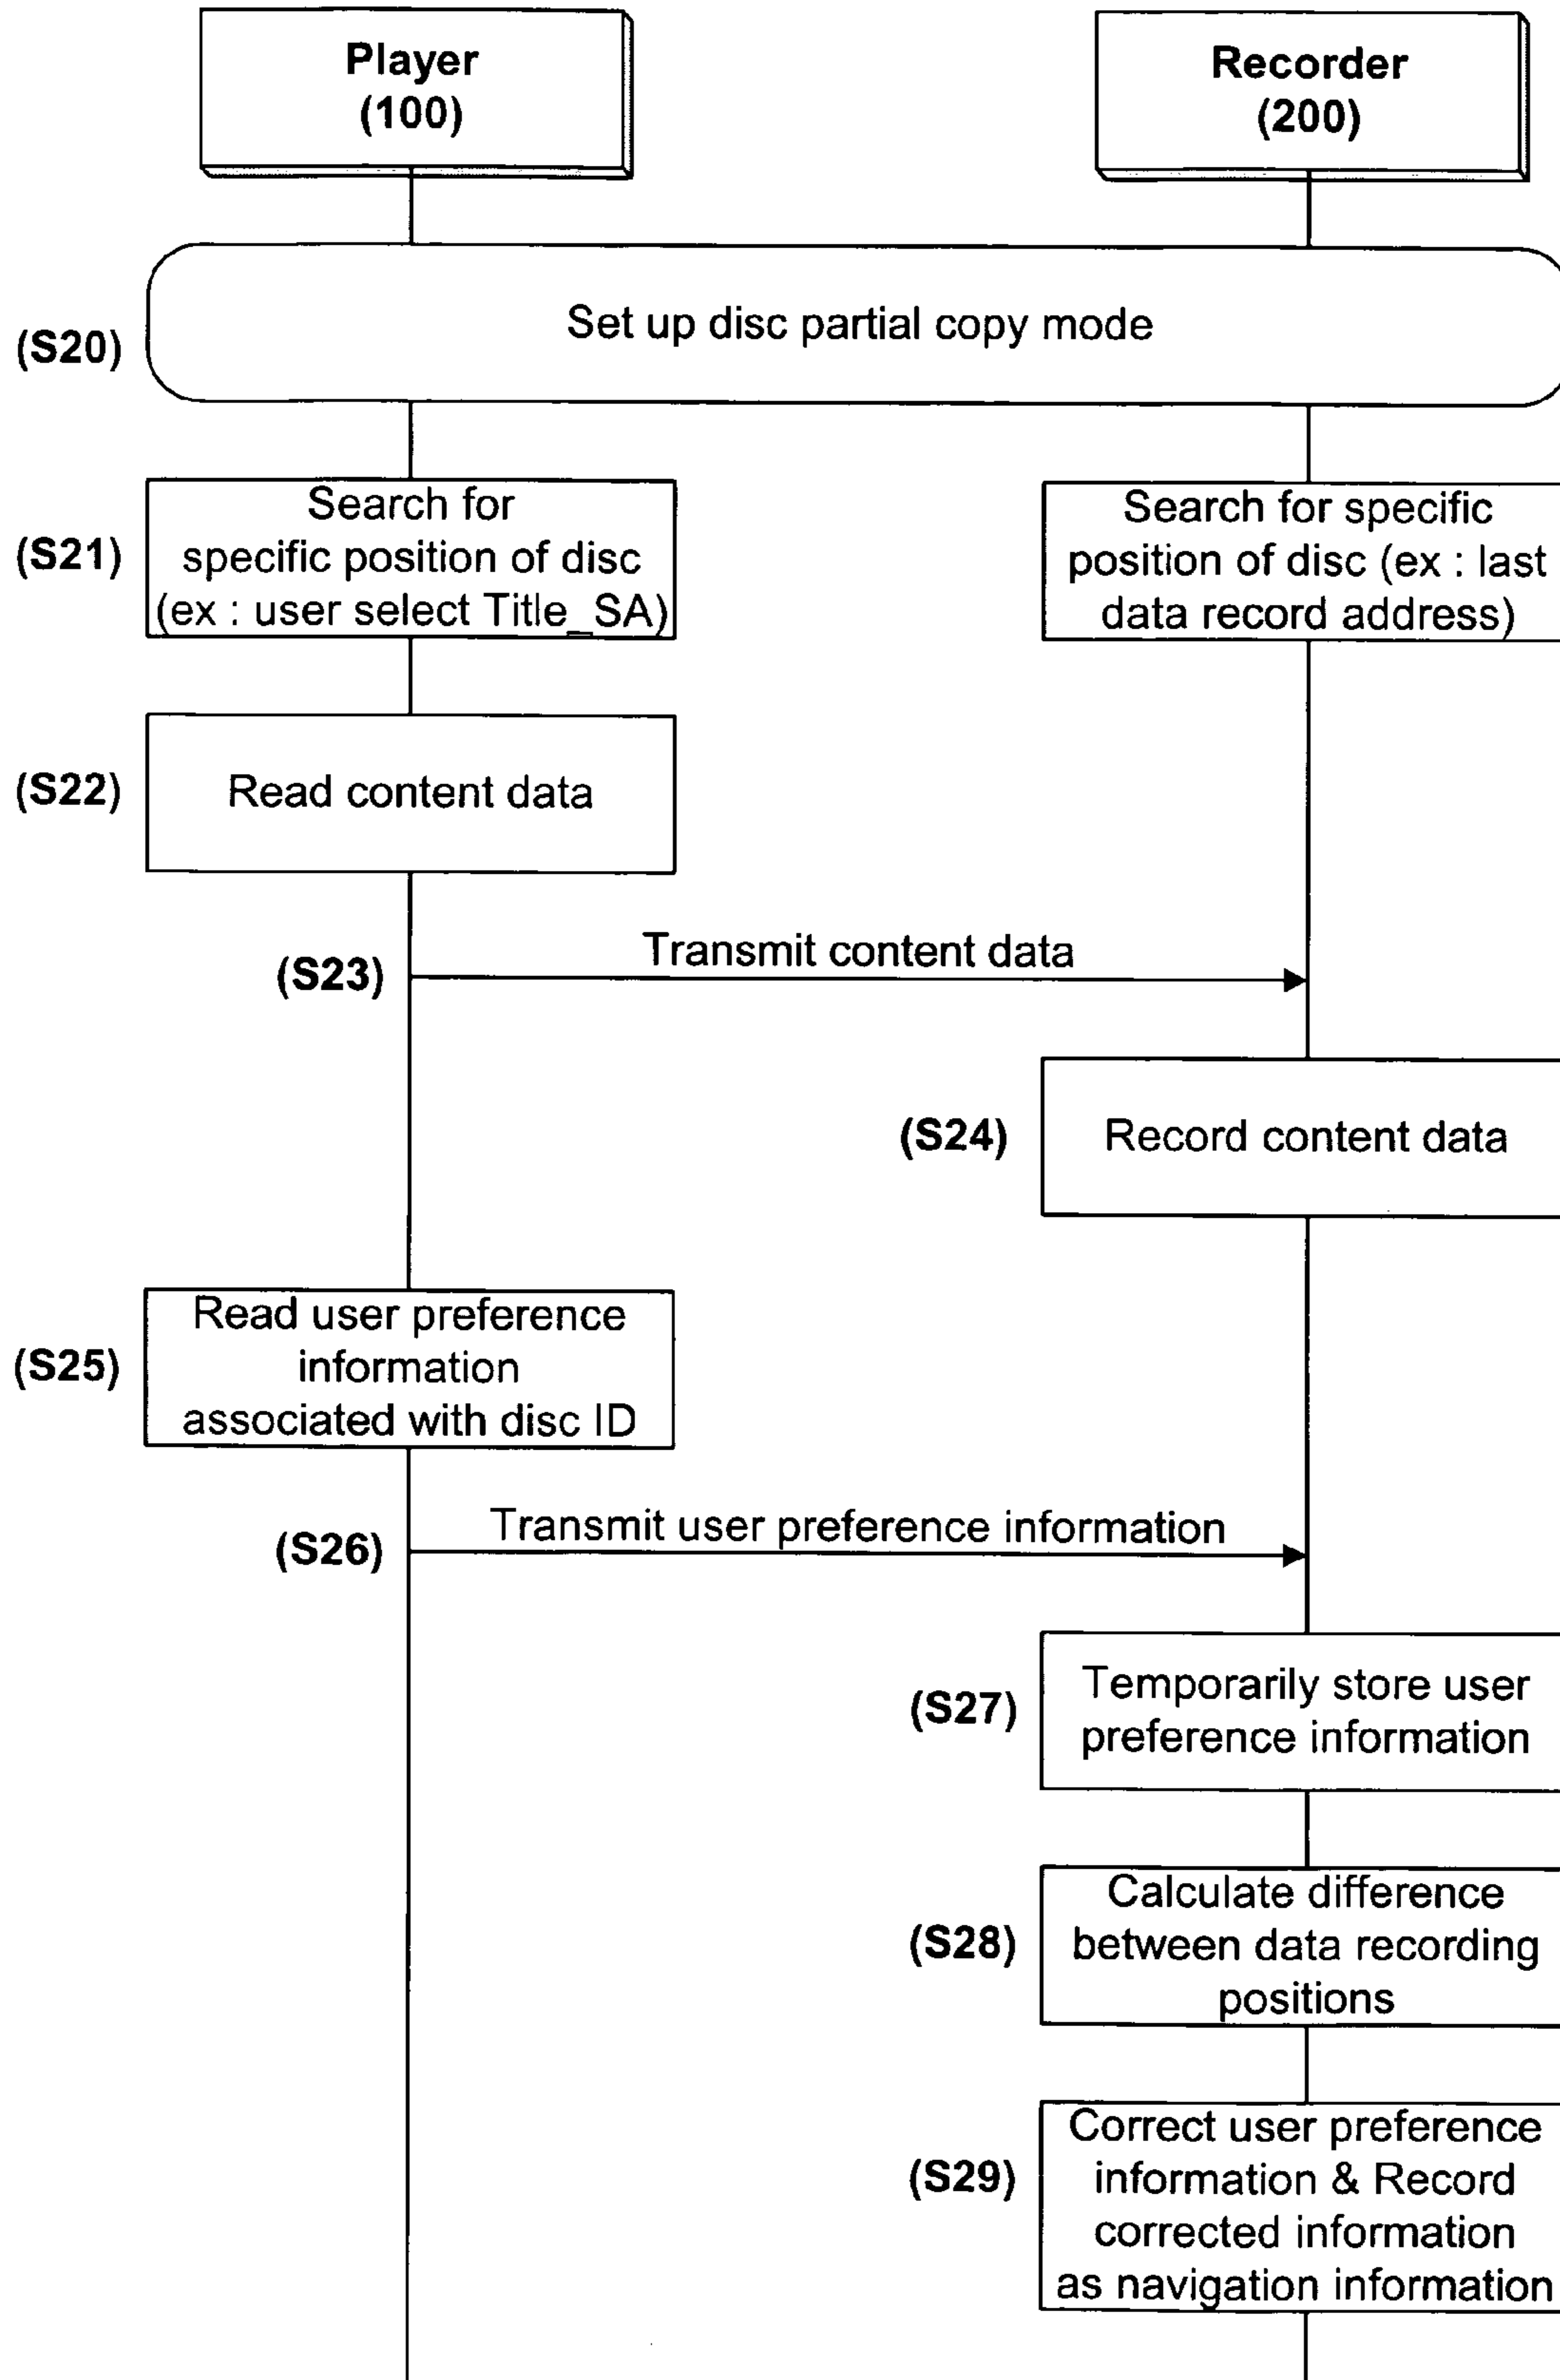 Player
(100)
Recorder
(200)
(S20)
Set up disc partial copy mode
(S21)
Search for
specific position of disc
(ex : user select Title_SA)
Search for specific
position of disc (ex : last
data record address)
(S22)
Read content data
(S23)
Transmit content data
(S24)
Record content data
(S25)
Read user preference
information
associated with disc ID
(S26)
Transmit user preference information
(S27)
Temporarily store user
preference information
(S28)
Calculate difference
between data recording
positions
(S29)
Correct user preference
information & Record
corrected information
as navigation information